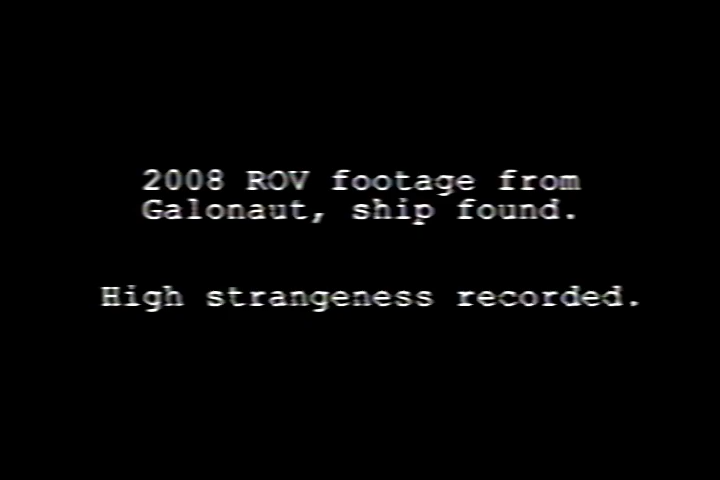 2008 ROV footage from
Galonaut, ship found.
High strangeness recorded.